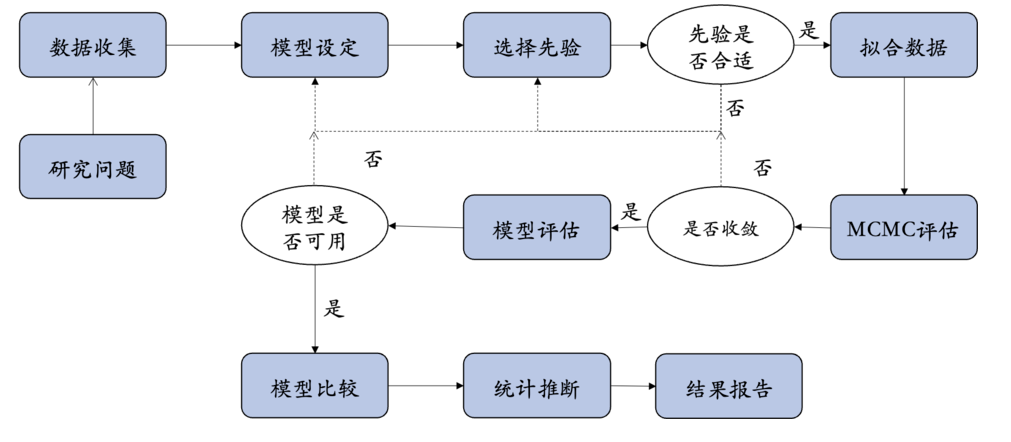 数据收集
模型设定
选择先验
先验是
否合适
是
拟合数据
否
研究问题
否
否
模型是
否可用
模型评估
是
是否收敛
MCMC评估
是
模型比较
统计推断
结果报告